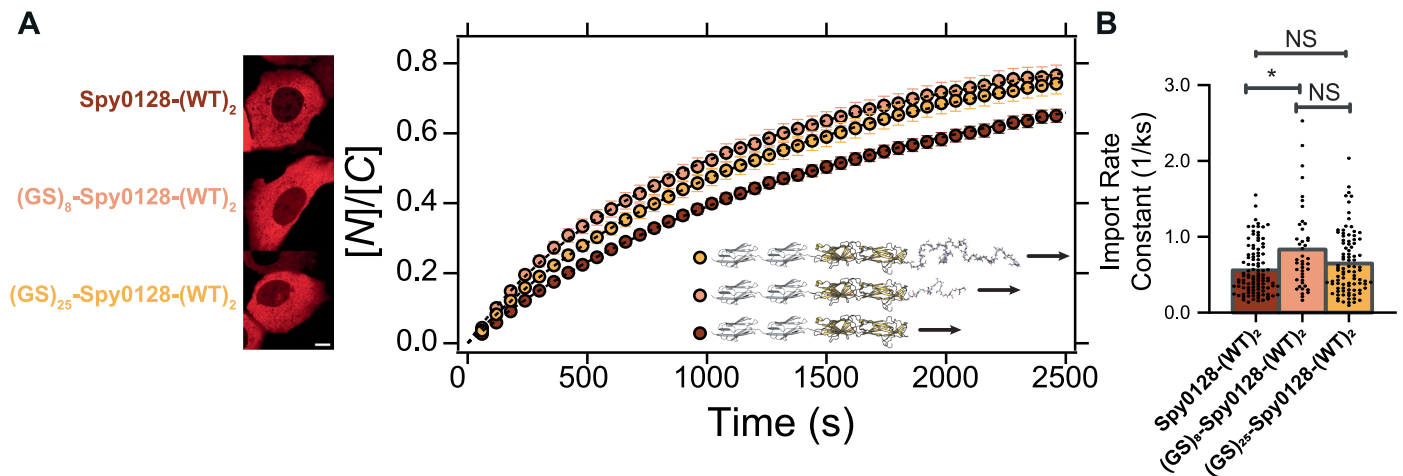 A
Spy0128-(WT)₂
(GS)₈-Spy0128-(WT)₂
(GS)₂₅-Spy0128-(WT)₂
[N]/[C]
0.8
0.6
0.4
0.2
0.0
0
500
1000
1500
2000
2500
Time (s)
B
NS
*
NS
Import Rate
Constant (1/ks)
3.0
2.0
1.0
0.0
Spy0128-(WT)₂
(GS)₈-Spy0128-(WT)₂
(GS)₂₅-Spy0128-(WT)₂